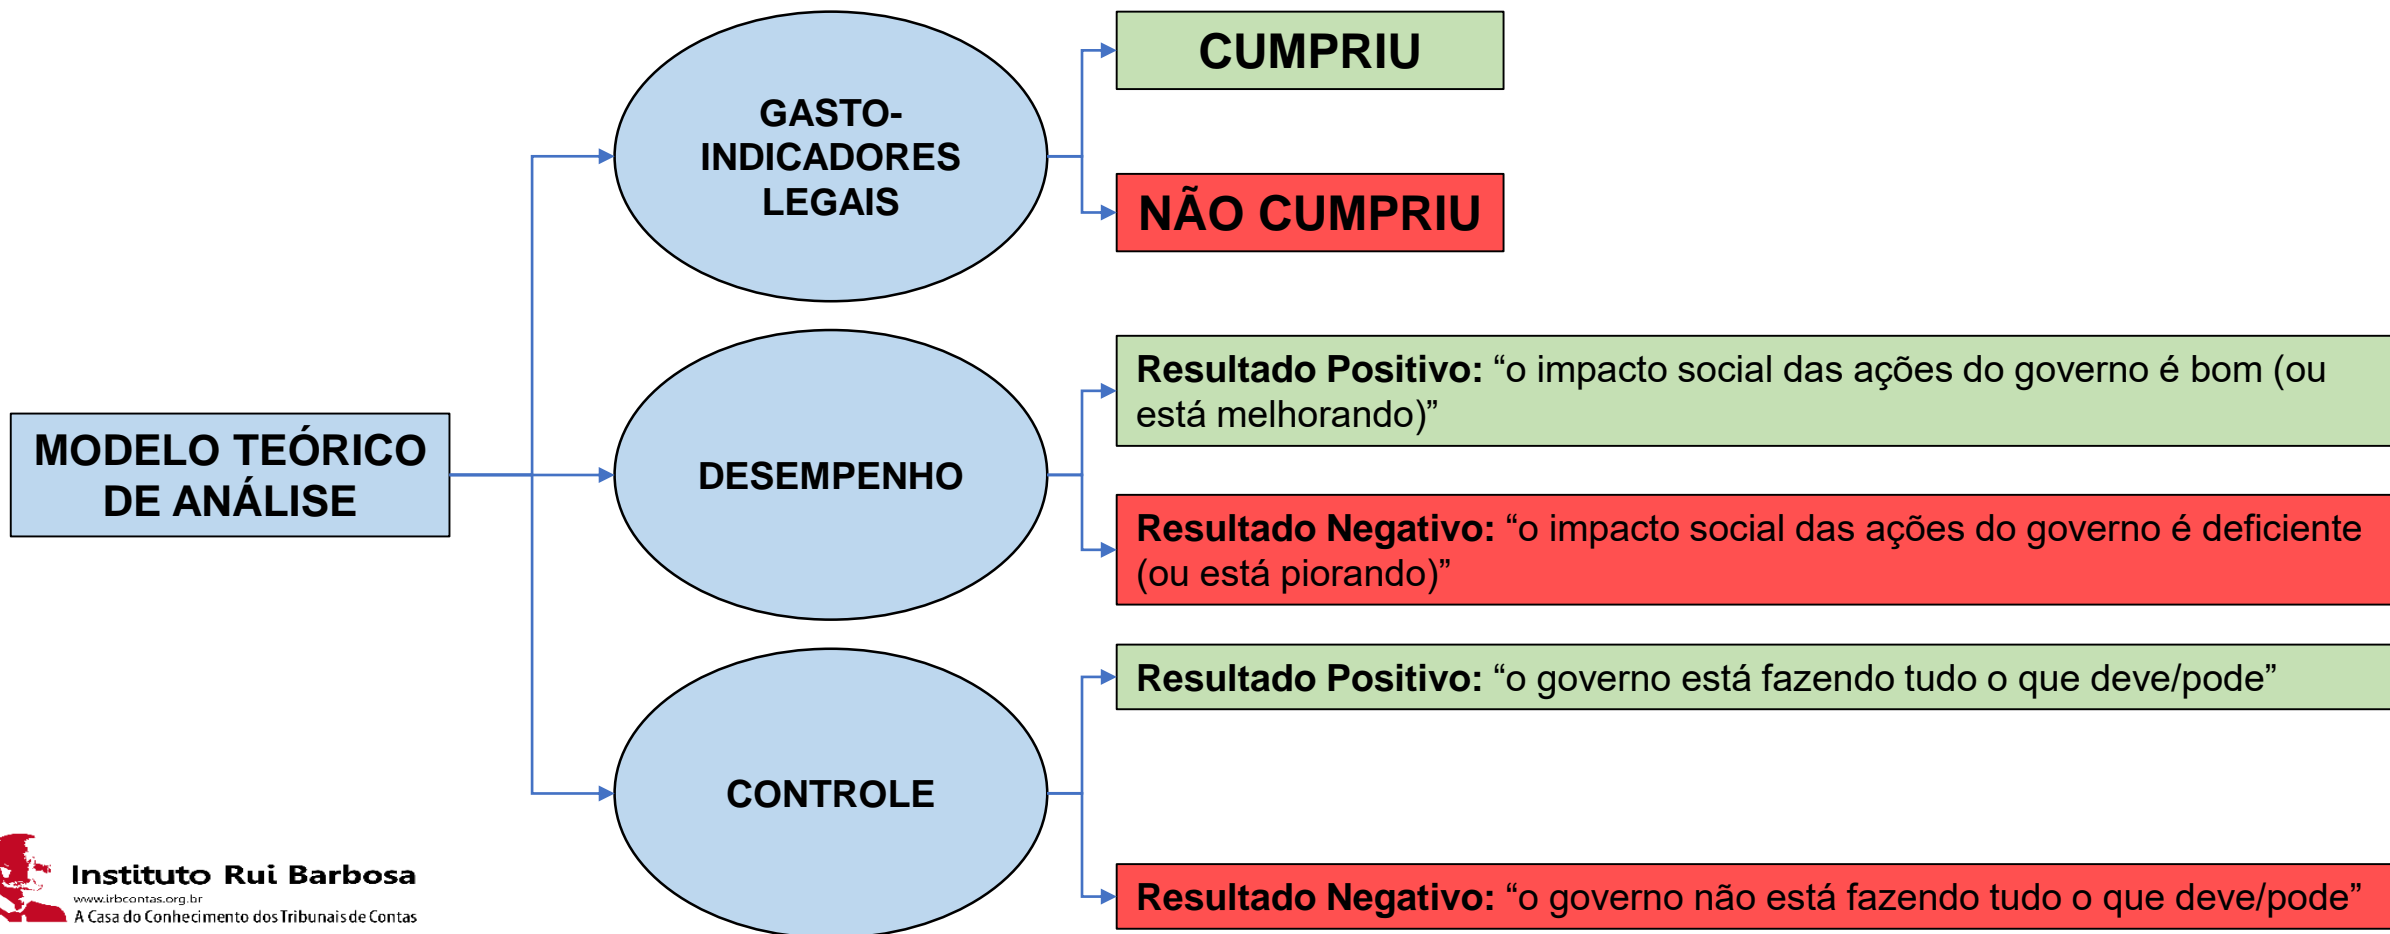 MODELO TEÓRICO
DE ANÁLISE
GASTO-
INDICADORES
LEGAIS
CUMPRIU
NÃO CUMPRIU
DESEMPENHO
Resultado Positivo: “o impacto social das ações do governo é bom (ou
está melhorando)”
Resultado Negativo: “o impacto social das ações do governo é deficiente
(ou está piorando)”
CONTROLE
Resultado Positivo: “o governo está fazendo tudo o que deve/pode”
Resultado Negativo: “o governo não está fazendo tudo o que deve/pode”
Instituto Rui Barbosa
www.irbcontas.org.br
A Casa do Conhecimento dos Tribunais de Contas